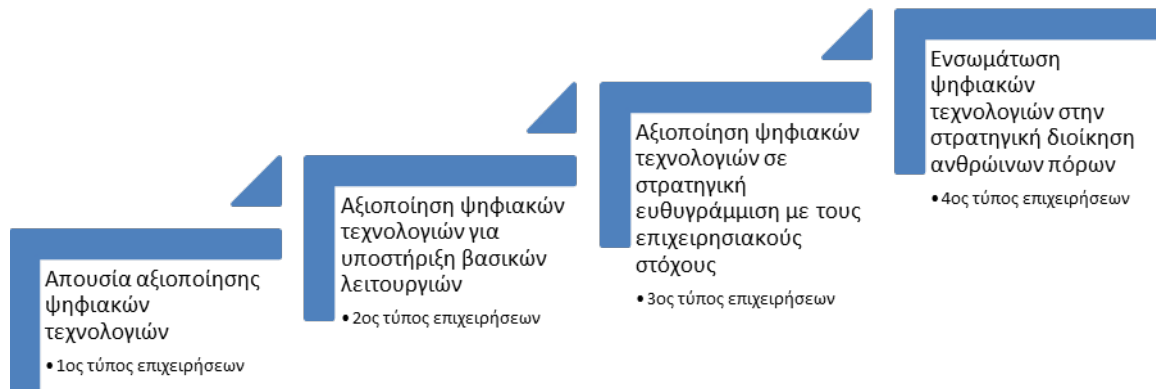 Απουσία αξιοποίησης
ψηφιακών
τεχνολογιών
• 1ος τύπος επιχειρήσεων
Αξιοποίηση ψηφιακών
τεχνολογιών για
υποστήριξη βασικών
λειτουργιών
• 2ος τύπος επιχειρήσεων
Αξιοποίηση ψηφιακών
τεχνολογιών σε
στρατηγική
ευθυγράμμιση με τους
επιχειρησιακούς
στόχους
• 3ος τύπος επιχειρήσεων
Ενσωμάτωση
ψηφιακών
τεχνολογιών στην
στρατηγική διοίκηση
ανθρώινων πόρων
• 4ος τύπος επιχειρήσεων